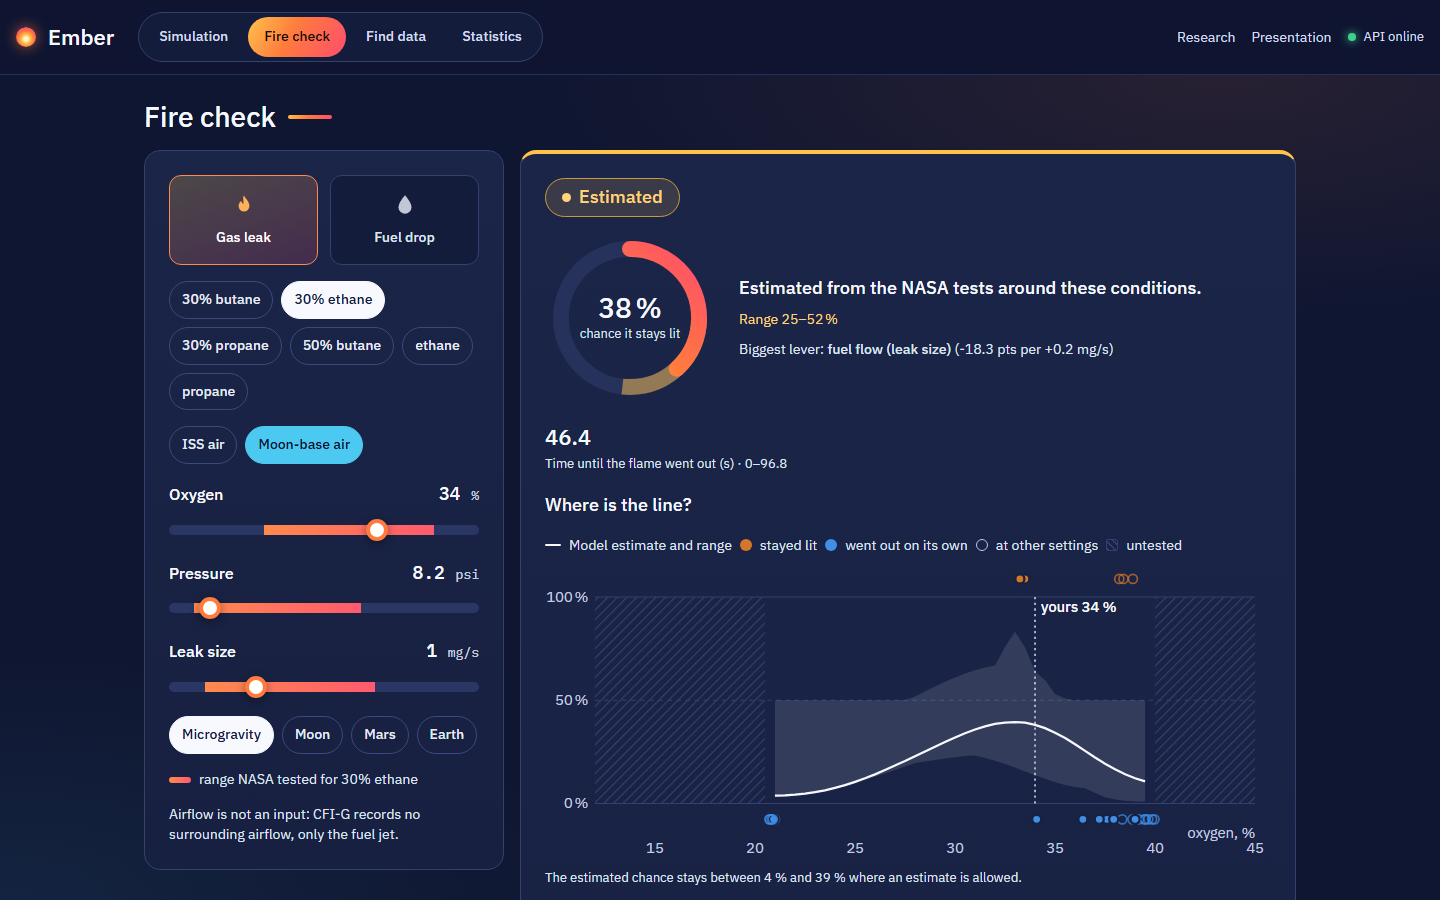 Ember
Simulation
Fire check
Find data
Statistics
Research
Presentation
API online
Fire check
Gas leak
Fuel drop
30% butane
30% ethane
30% propane
50% butane
ethane
propane
ISS air
Moon-base air
Oxygen
34 %
Pressure
8.2 psi
Leak size
1 mg/s
Microgravity
Moon
Mars
Earth
range NASA tested for 30% ethane
Airflow is not an input: CFI-G records no
surrounding airflow, only the fuel jet.
Estimated
38 %
chance it stays lit
Estimated from the NASA tests around these conditions.
Range 25–52 %
Biggest lever: fuel flow (leak size) (-18.3 pts per +0.2 mg/s)
46.4
Time until the flame went out (s) · 0–96.8
Where is the line?
Model estimate and range
stayed lit
went out on its own
at other settings
untested
100 %
yours 34 %
50 %
0 %
oxygen, %
15 20 25 30 35 40 45
The estimated chance stays between 4 % and 39 % where an estimate is allowed.